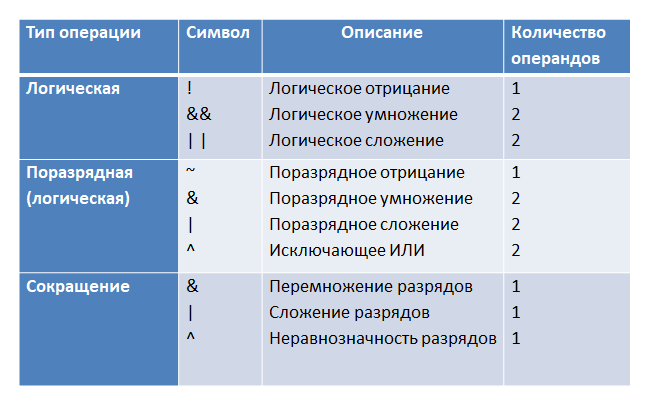 Тип операции Символ Описание Количество операндов
Логическая ! Логическое отрицание 1
&& Логическое умножение 2
| | Логическое сложение 2
Поразрядная (логическая) ~ Поразрядное отрицание 1
& Поразрядное умножение 2
| Поразрядное сложение 2
^ Исключающее ИЛИ 2
Сокращение & Перемножение разрядов 1
| Сложение разрядов 1
^ Неравнозначность разрядов 1